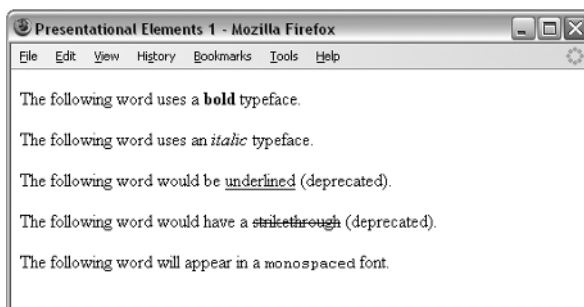 Presentational Elements 1 - Mozilla Firefox
File Edit View History Bookmarks Tools Help
The following word uses a bold typeface.
The following word uses an italic typeface.
The following word would be underlined (deprecated).
The following word would have a strikethrough (deprecated).
The following word will appear in a monospaced font.